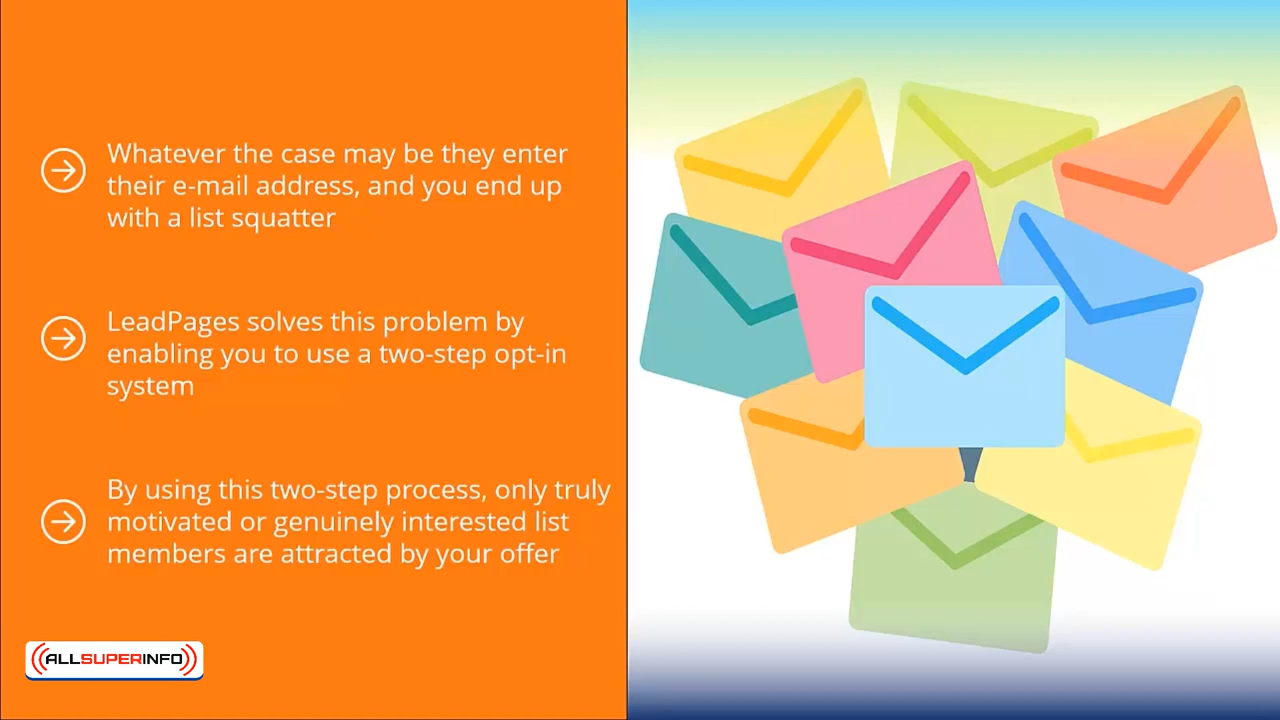 Whatever the case may be they enter
their e-mail address, and you end up
with a list squatter
LeadPages solves this problem by
enabling you to use a two-step opt-in
system
By using this two-step process, only truly
motivated or genuinely interested list
members are attracted by your offer
ALLSUPERINFO